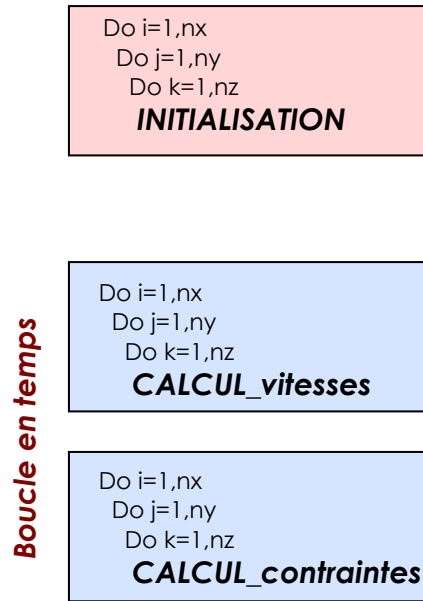 Do i=1,nx
Do j=1,ny
Do k=1,nz
INITIALISATION
Boucle en temps
Do i=1,nx
Do j=1,ny
Do k=1,nz
CALCUL_vitesses
Do i=1,nx
Do j=1,ny
Do k=1,nz
CALCUL_contraintes